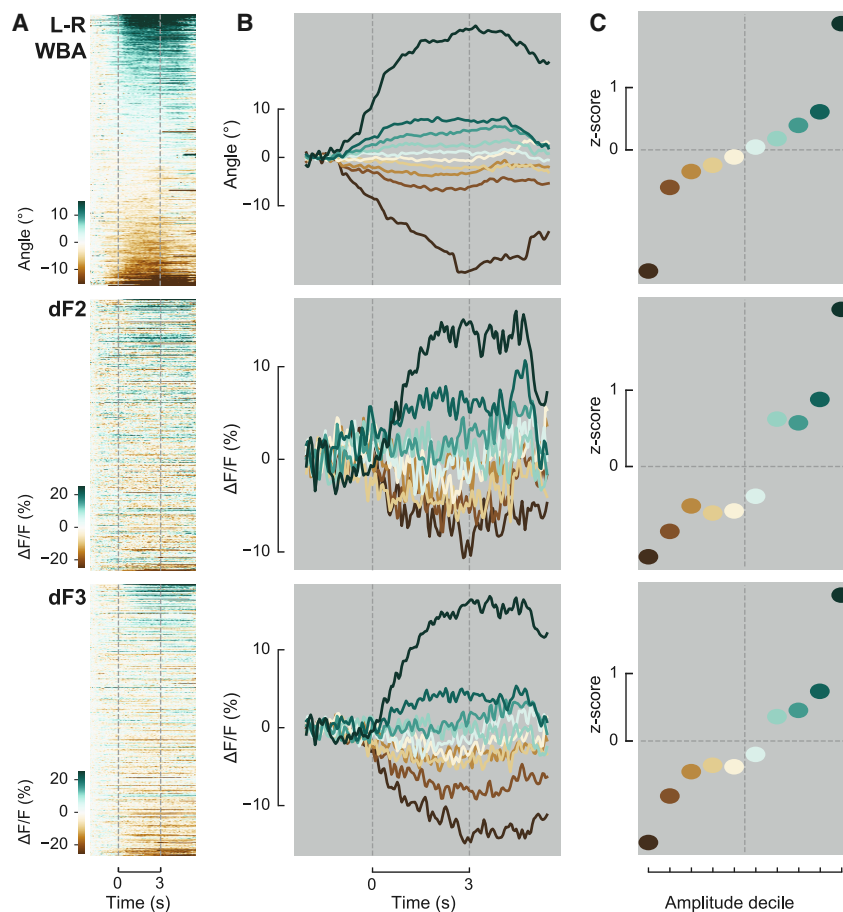 A
L-R
WBA
Angle (°)
10
0
−10
B
Angle (°)
10
0
−10
C
z-score
1
0
dF2
ΔF/F (%)
20
0
−20
ΔF/F (%)
10
0
−10
z-score
1
0
dF3
ΔF/F (%)
20
0
−20
0 3
Time (s)
ΔF/F (%)
10
0
−10
0 3
Time (s)
z-score
1
0
Amplitude decile